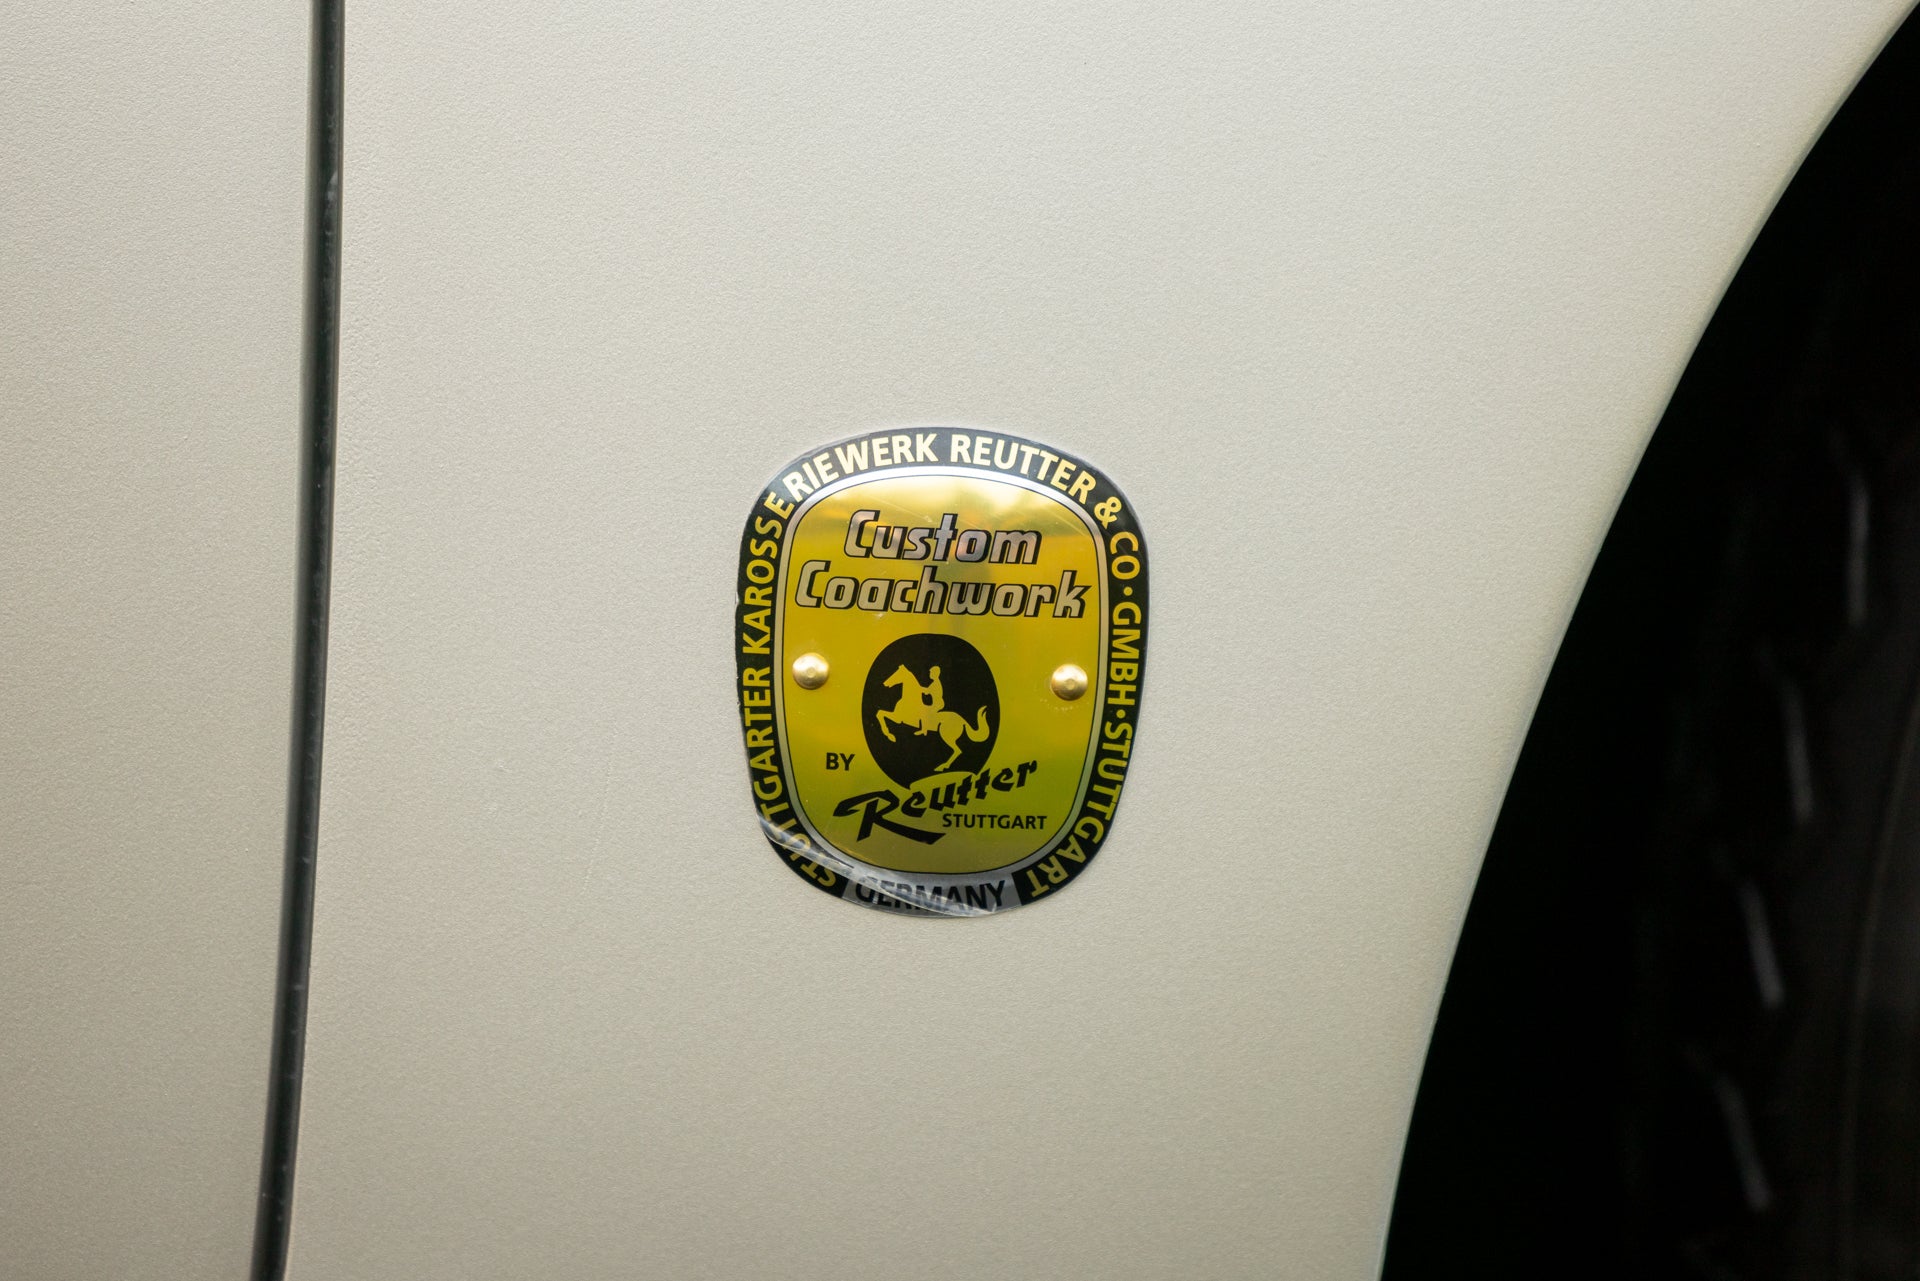 STUTTGARTER KAROSSERIEWERK REUTTER & CO · GMBH · STUTTGART
Custom
Coachwork
BY
Reutter
STUTTGART
GERMANY